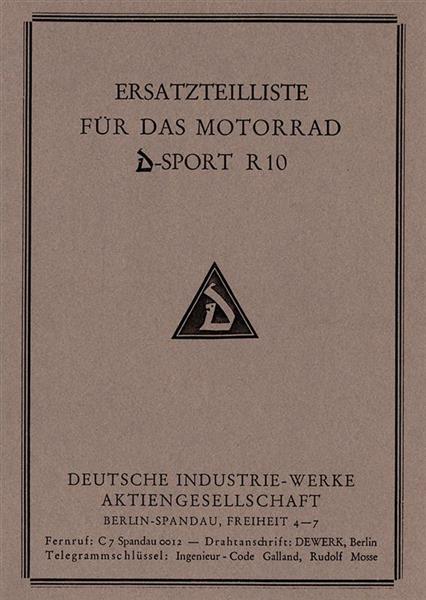 ERSATZTEILLISTE
FÜR DAS MOTORRAD
D-SPORT R10
D
DEUTSCHE INDUSTRIE-WERKE
AKTIENGESELLSCHAFT
BERLIN-SPANDAU, FREIHEIT 4—7
Fernruf: C7 Spandau 0012 — Drahtanschrift: DEWERK, Berlin
Telegrammschlüssel: Ingenieur-Code Galland, Rudolf Mosse